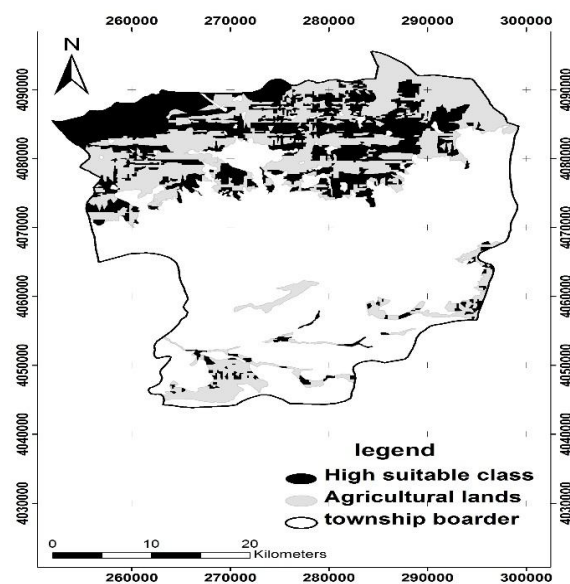 260000 270000 280000 290000 300000
N
4090000 4090000
4080000 4080000
4070000 4070000
4060000 4060000
4050000 4050000
4040000 4040000
4030000 4030000
legend
High suitable class
Agricultural lands
township boarder
0 10 20
Kilometers
260000 270000 280000 290000 300000